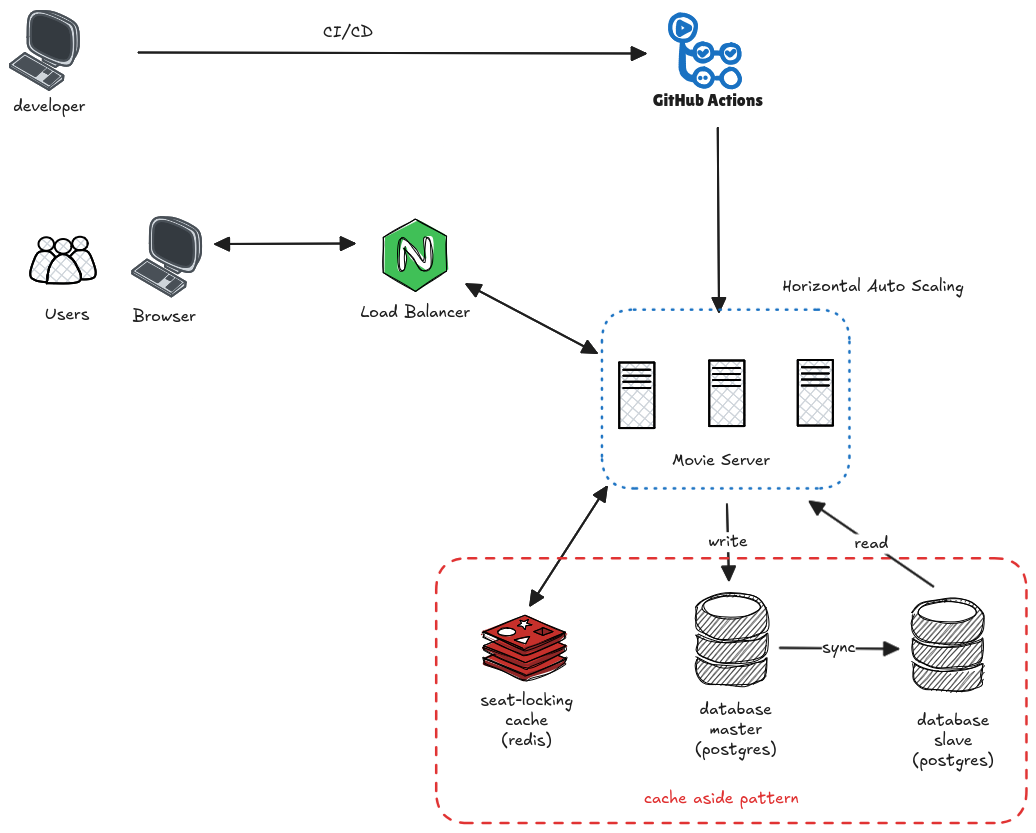 CI/CD
developer
GitHub Actions
Horizontal Auto Scaling
Users
Browser
Load Balancer
Movie Server
write
read
sync
seat-locking
cache
(redis)
database
master
(postgres)
database
slave
(postgres)
cache aside pattern